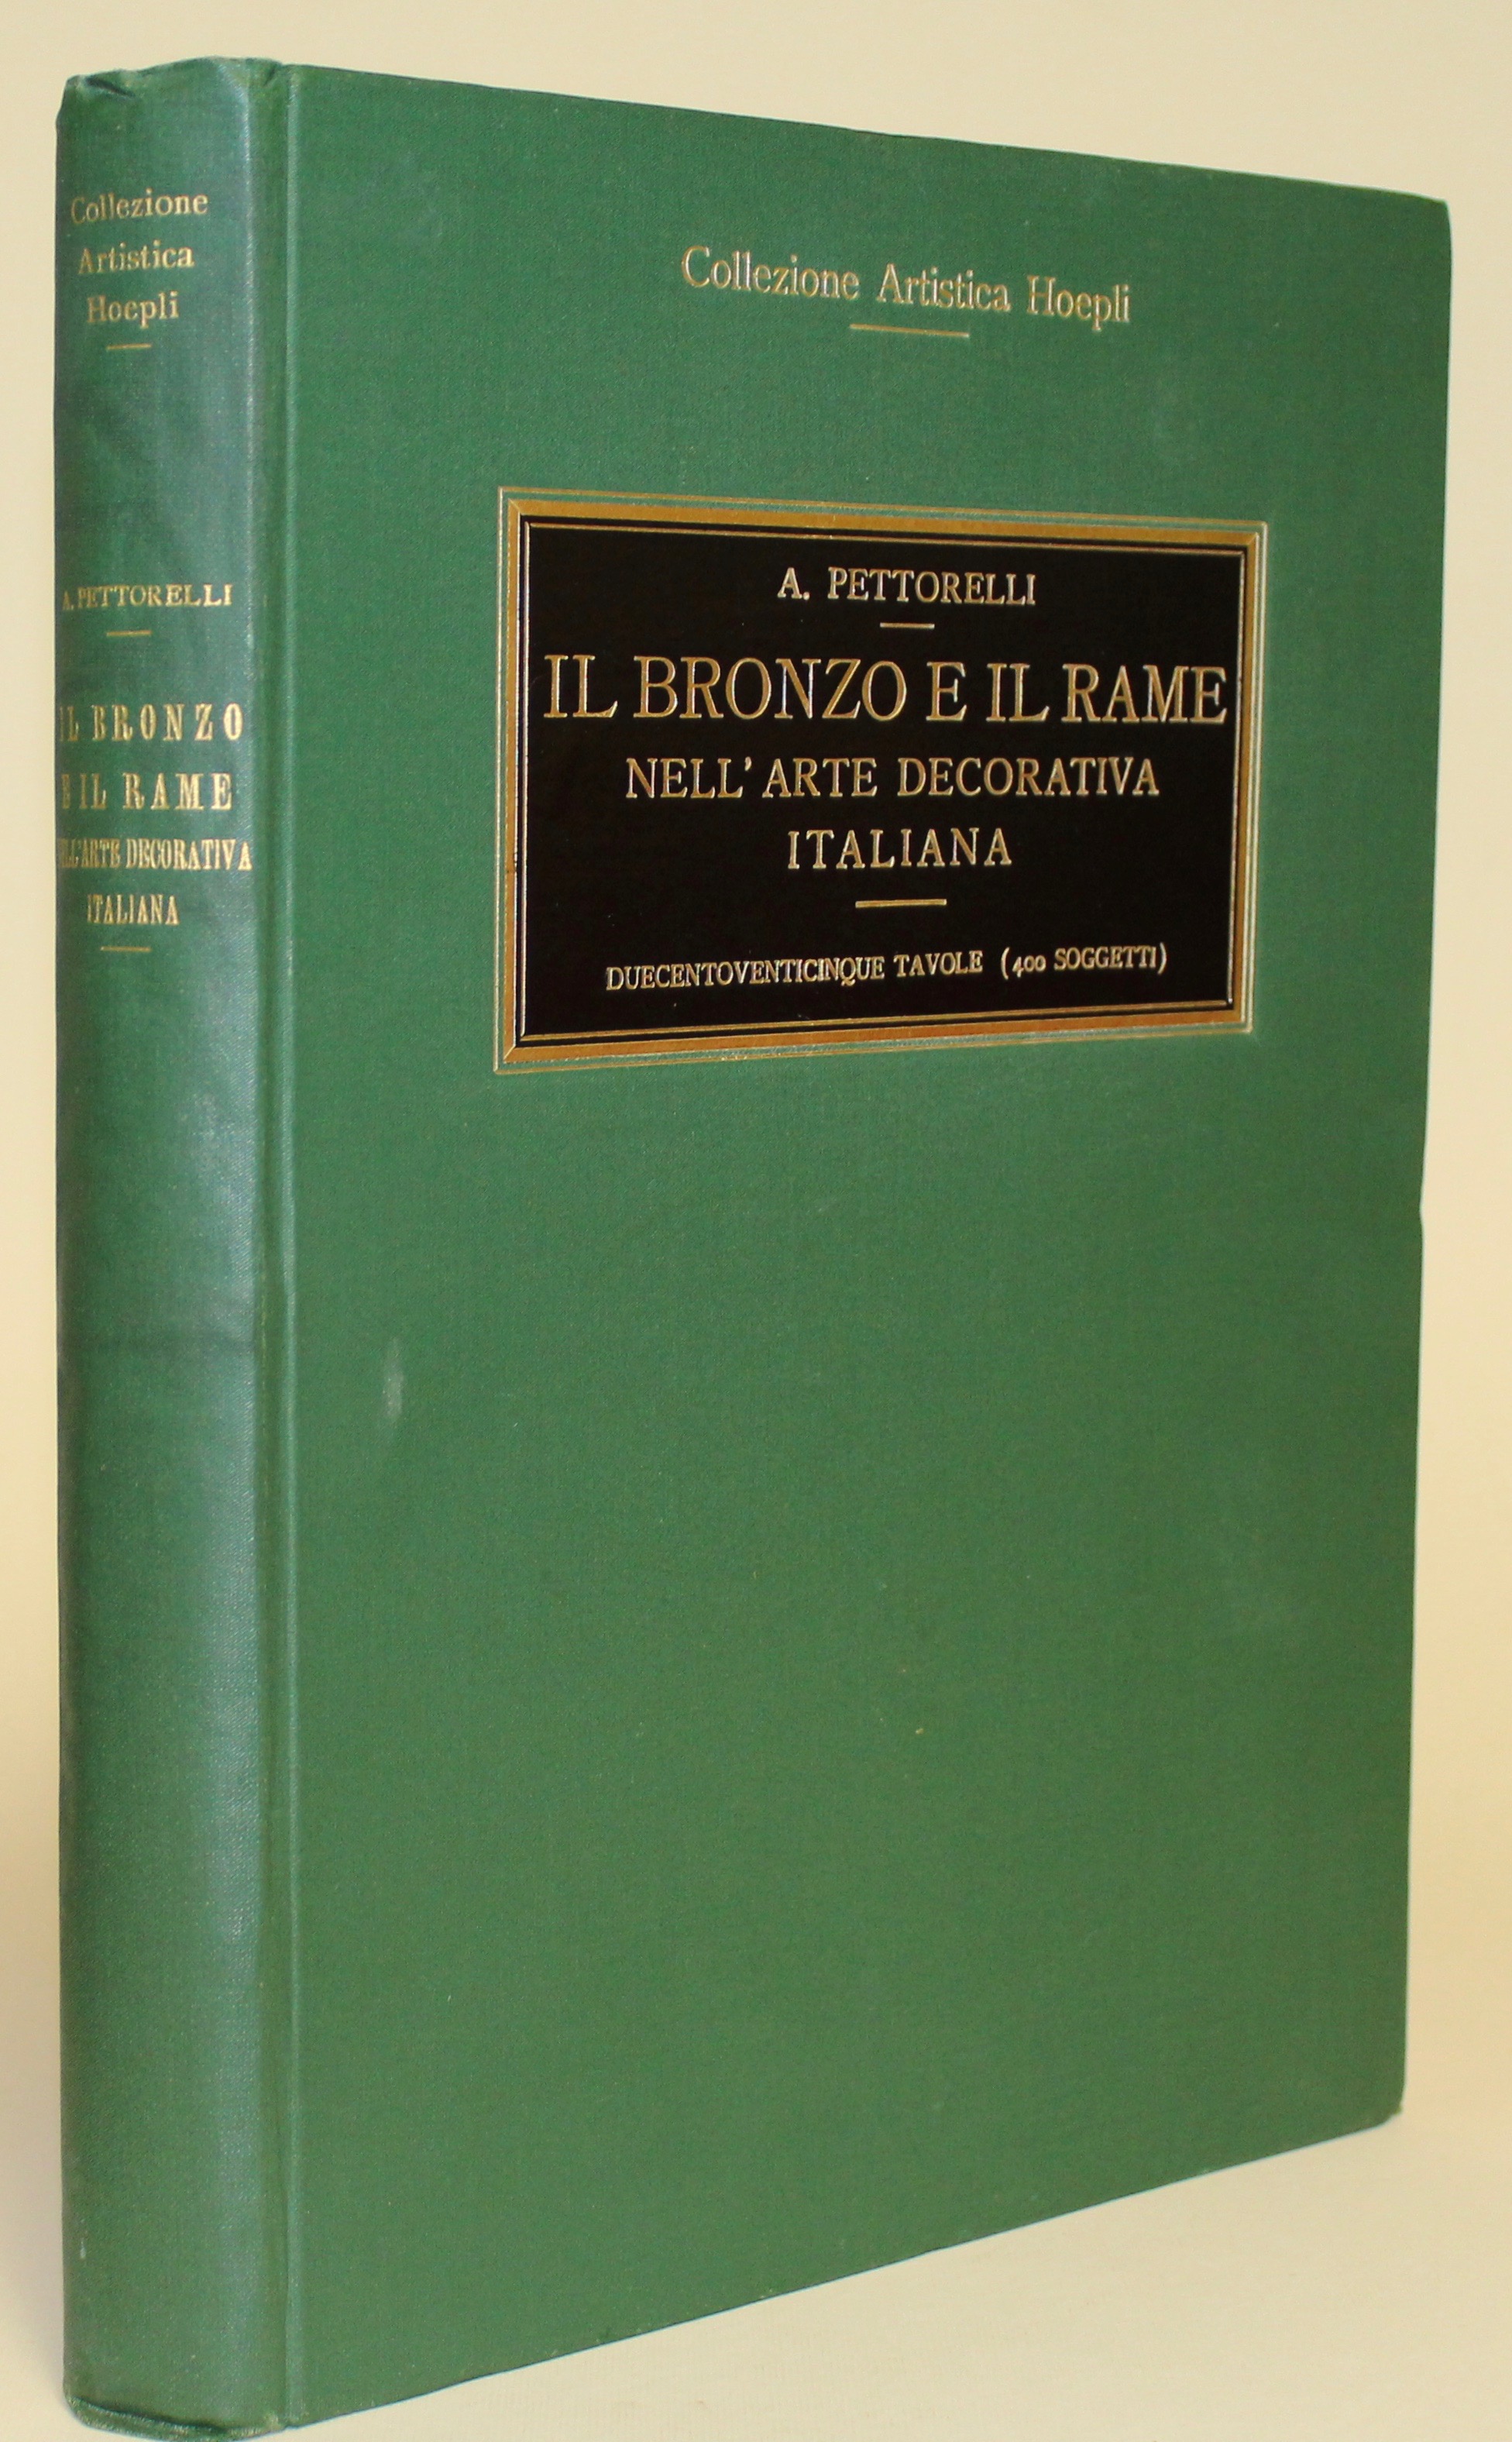 Collezione
Artistica
Hoepli
A. PETTORELLI
IL BRONZO
E IL RAME
NELL'ARTE DECORATIVA
ITALIANA
Collezione Artistica Hoepli
A. PETTORELLI
IL BRONZO E IL RAME
NELL'ARTE DECORATIVA
ITALIANA
DUECENTOVENTICINQUE TAVOLE (400 SOGGETTI)